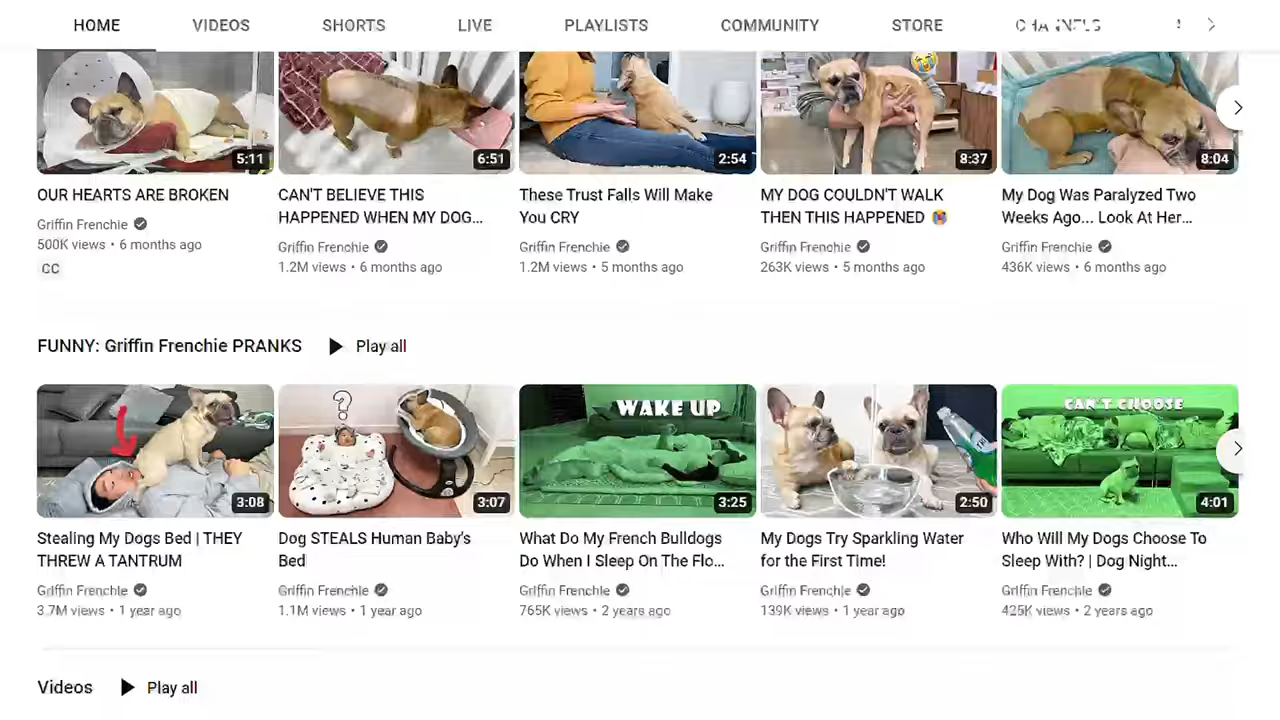 HOME VIDEOS SHORTS LIVE PLAYLISTS COMMUNITY STORE CHANNELS
5:11 6:51 2:54 8:37 8:04
OUR HEARTS ARE BROKEN
Griffin Frenchie
500K views • 6 months ago
CC
CAN'T BELIEVE THIS
HAPPENED WHEN MY DOG...
Griffin Frenchie
1.2M views • 6 months ago
These Trust Falls Will Make
You CRY
Griffin Frenchie
1.2M views • 5 months ago
MY DOG COULDN'T WALK
THEN THIS HAPPENED 😭
Griffin Frenchie
263K views • 5 months ago
My Dog Was Paralyzed Two
Weeks Ago... Look At Her...
Griffin Frenchie
436K views • 6 months ago
FUNNY: Griffin Frenchie PRANKS Play all
?
WAKE UP
CAN'T CHOOSE
3:08 3:07 3:25 2:50 4:01
Stealing My Dogs Bed | THEY
THREW A TANTRUM
Griffin Frenchie
3.7M views • 1 year ago
Dog STEALS Human Baby's
Bed
Griffin Frenchie
1.1M views • 1 year ago
What Do My French Bulldogs
Do When I Sleep On The Flo...
Griffin Frenchie
765K views • 2 years ago
My Dogs Try Sparkling Water
for the First Time!
Griffin Frenchie
139K views • 1 year ago
Who Will My Dogs Choose To
Sleep With? | Dog Night...
Griffin Frenchie
425K views • 2 years ago
Videos Play all